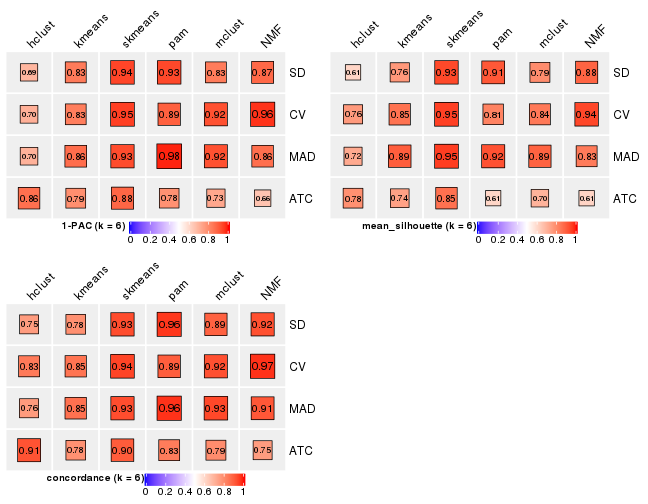 hclust kmeans skmeans pam mclust NMF
0.69 0.83 0.94 0.93 0.83 0.87 SD
0.70 0.83 0.95 0.89 0.92 0.96 CV
0.70 0.86 0.93 0.98 0.92 0.86 MAD
0.86 0.79 0.88 0.78 0.73 0.66 ATC
1-PAC (k = 6)
0 0.2 0.4 0.6 0.8 1
hclust kmeans skmeans pam mclust NMF
0.61 0.76 0.93 0.91 0.79 0.88 SD
0.76 0.85 0.95 0.81 0.84 0.94 CV
0.72 0.89 0.95 0.92 0.89 0.83 MAD
0.78 0.74 0.85 0.61 0.70 0.61 ATC
mean_silhouette (k = 6)
0 0.2 0.4 0.6 0.8 1
hclust kmeans skmeans pam mclust NMF
0.75 0.78 0.93 0.96 0.89 0.92 SD
0.83 0.85 0.94 0.89 0.92 0.97 CV
0.76 0.85 0.93 0.96 0.93 0.91 MAD
0.91 0.78 0.90 0.83 0.79 0.75 ATC
concordance (k = 6)
0 0.2 0.4 0.6 0.8 1